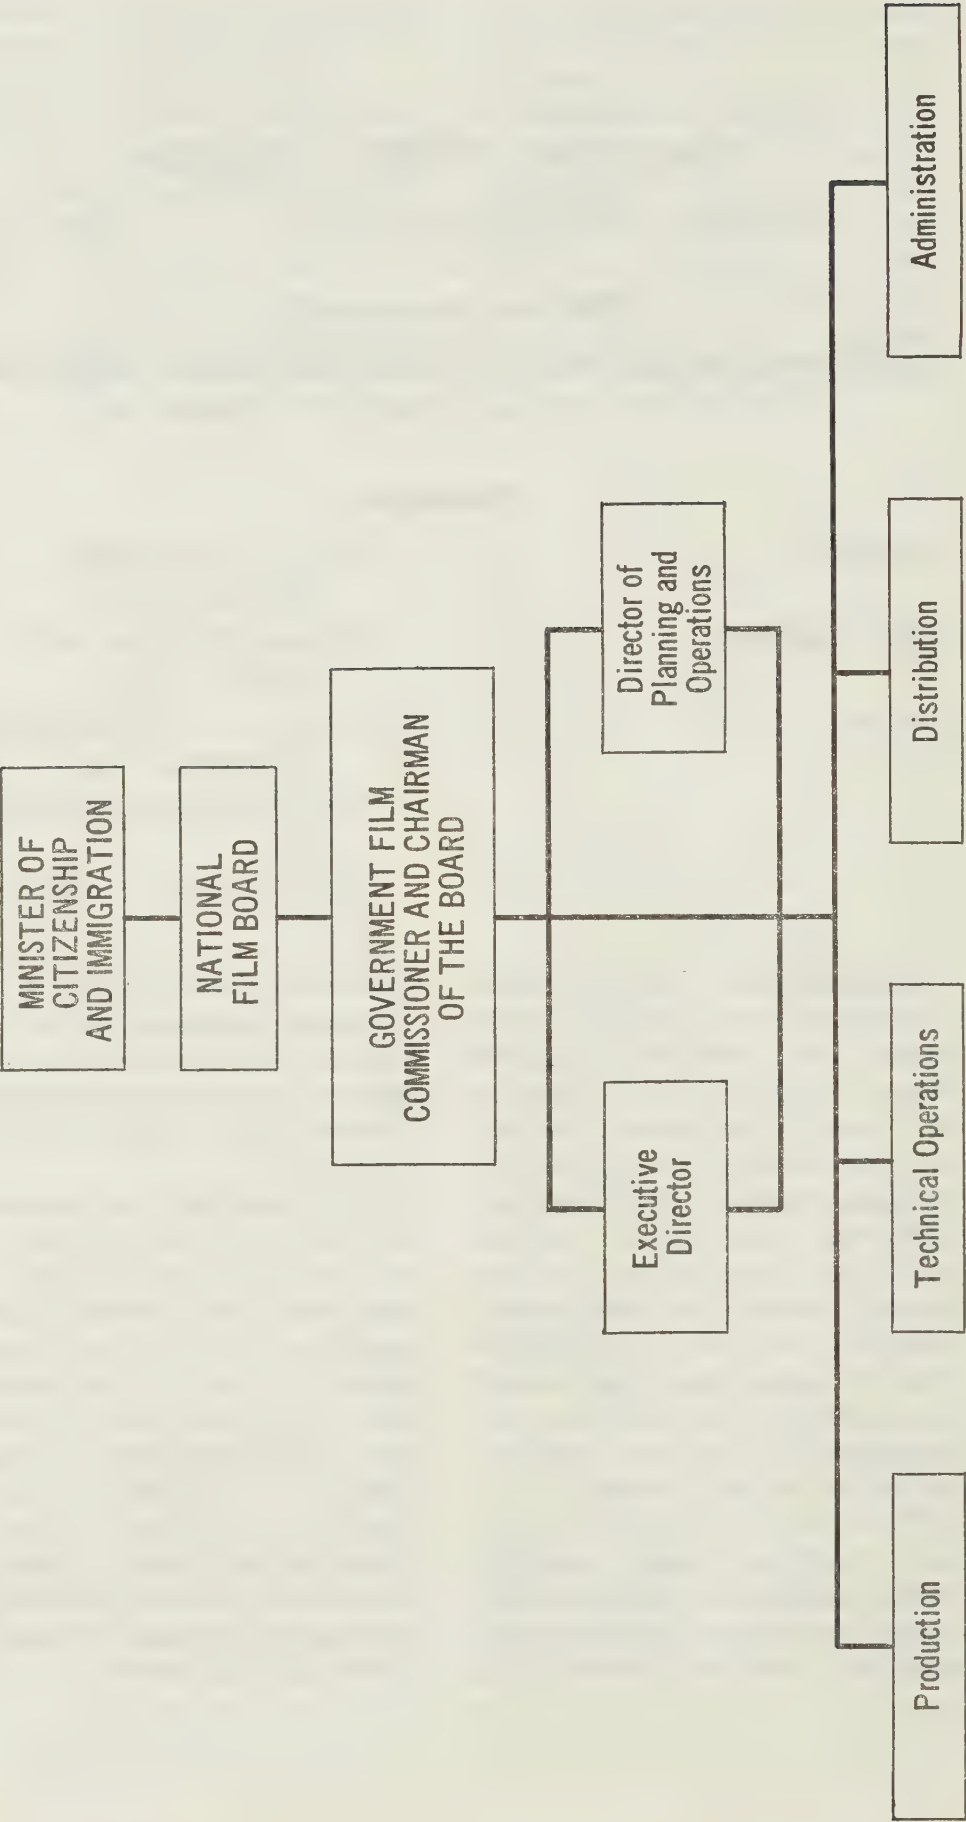 MINISTER OF
CITIZENSHIP
AND IMMIGRATION
NATIONAL
FILM BOARD
GOVERNMENT FILM
COMMISSIONER AND CHAIRMAN
OF THE BOARD
Executive
Director
Director of
Planning and
Operations
Production
Technical Operations
Distribution
Administration